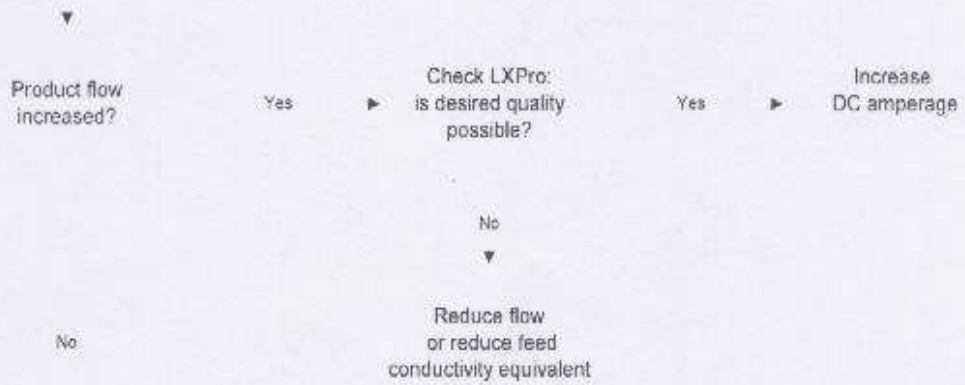 Product flow
increased?
Yes
Check LXPro:
is desired quality
possible?
Yes
Increase
DC amperage
No
No
Reduce flow
or reduce feed
conductivity equivalent